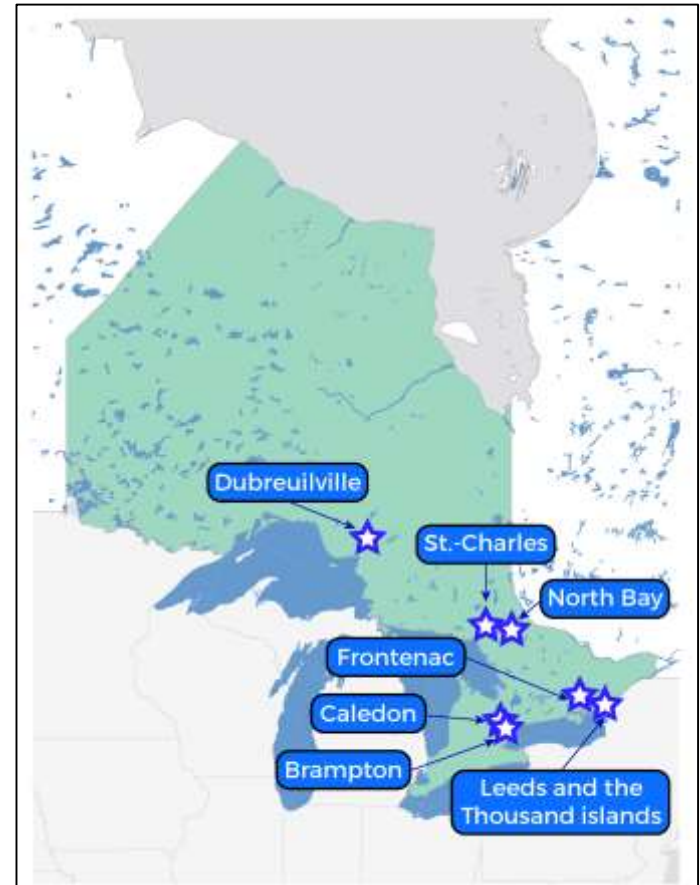 Dubreuilville
St.-Charles
North Bay
Frontenac
Caledon
Brampton
Leeds and the
Thousand islands